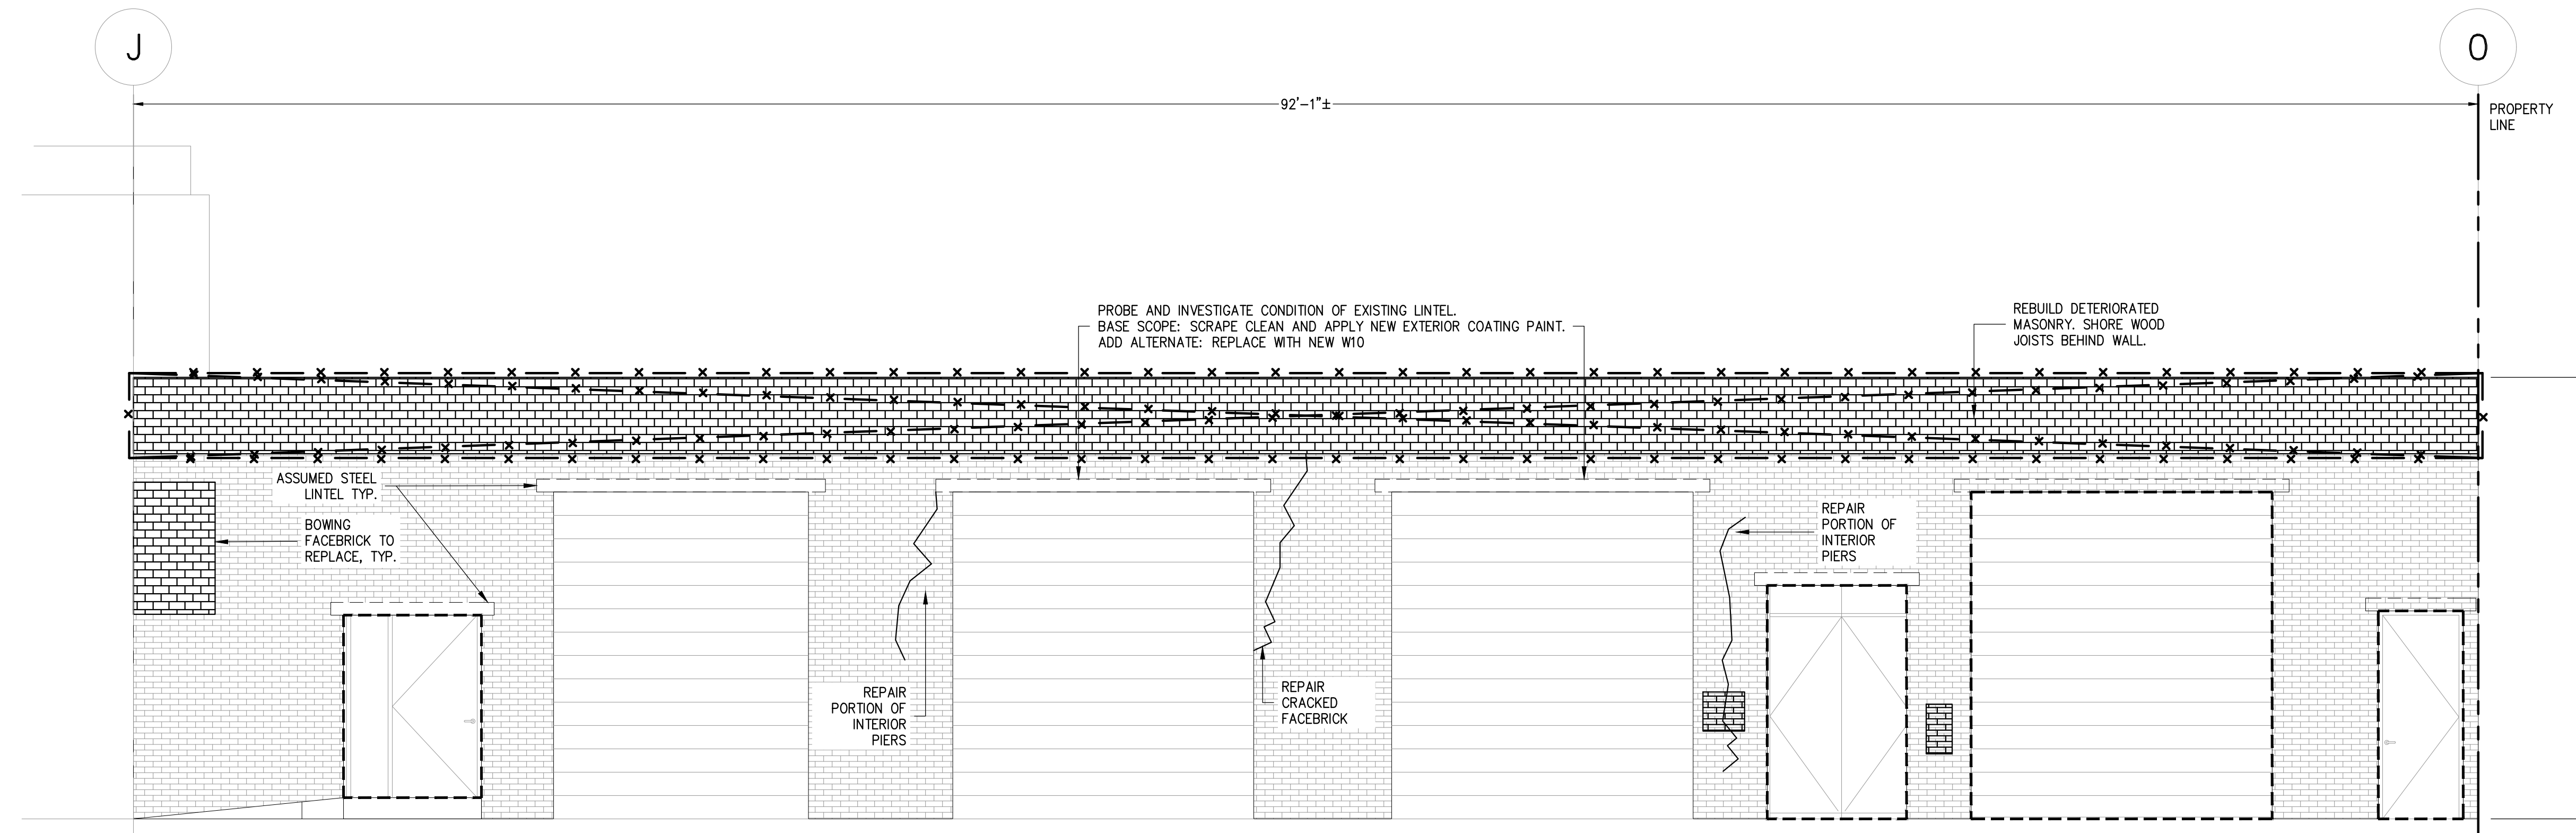 J
O
92'-1"±
PROPERTY
LINE
PROBE AND INVESTIGATE CONDITION OF EXISTING LINTEL.
BASE SCOPE: SCRAPE CLEAN AND APPLY NEW EXTERIOR COATING PAINT.
ADD ALTERNATE: REPLACE WITH NEW W10
REBUILD DETERIORATED
MASONRY. SHORE WOOD
JOISTS BEHIND WALL.
ASSUMED STEEL
LINTEL TYP.
BOWING
FACEBRICK TO
REPLACE, TYP.
REPAIR
PORTION OF
INTERIOR
PIERS
REPAIR
CRACKED
FACEBRICK
REPAIR
PORTION OF
INTERIOR
PIERS